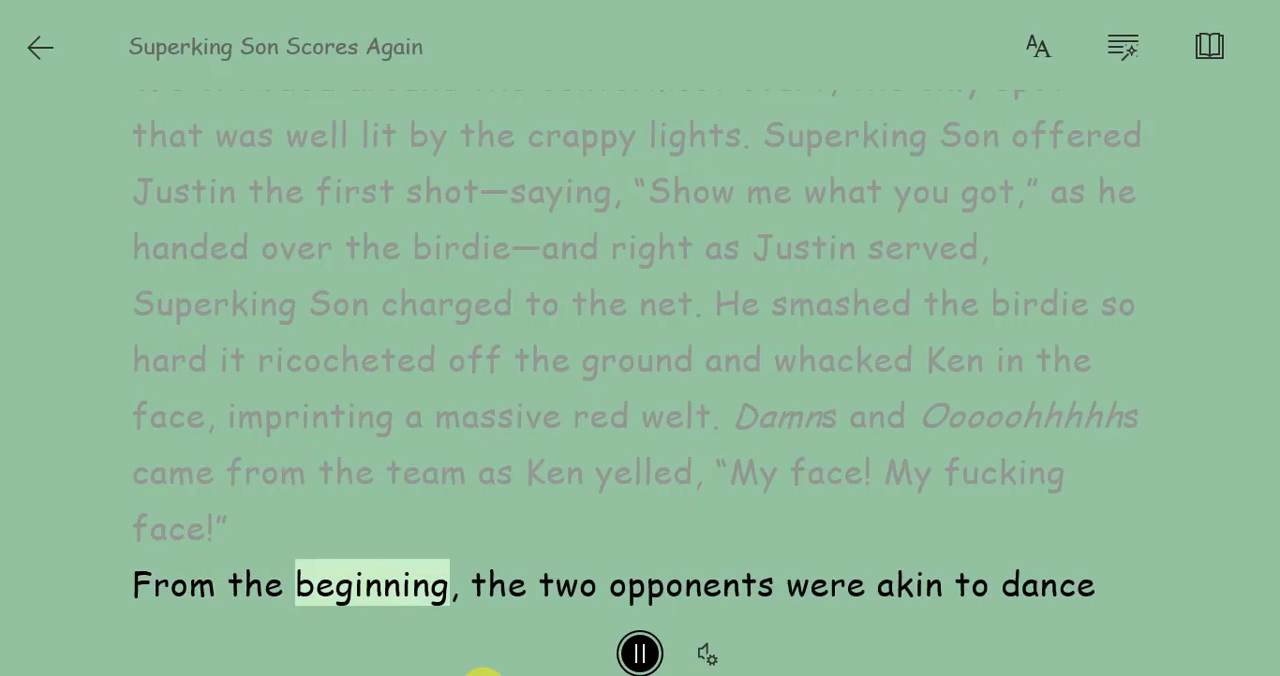 Superking Son Scores Again
that was well lit by the crappy lights. Superking Son offered
Justin the first shot—saying, “Show me what you got,” as he
handed over the birdie—and right as Justin served,
Superking Son charged to the net. He smashed the birdie so
hard it ricocheted off the ground and whacked Ken in the
face, imprinting a massive red welt. Damns and Ooooohhhhhs
came from the team as Ken yelled, “My face! My fucking
face!”
From the beginning, the two opponents were akin to dance